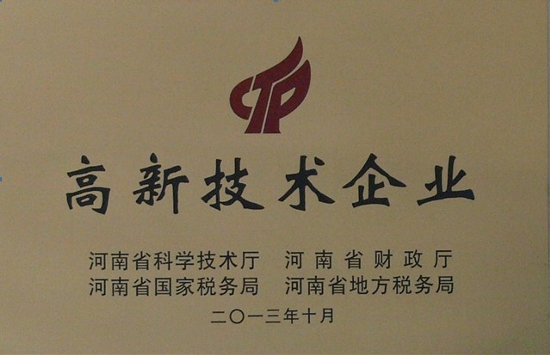 CTP
高新技术企业
河南省科学技术厅 河南省财政厅
河南省国家税务局 河南省地方税务局
二〇一三年十月